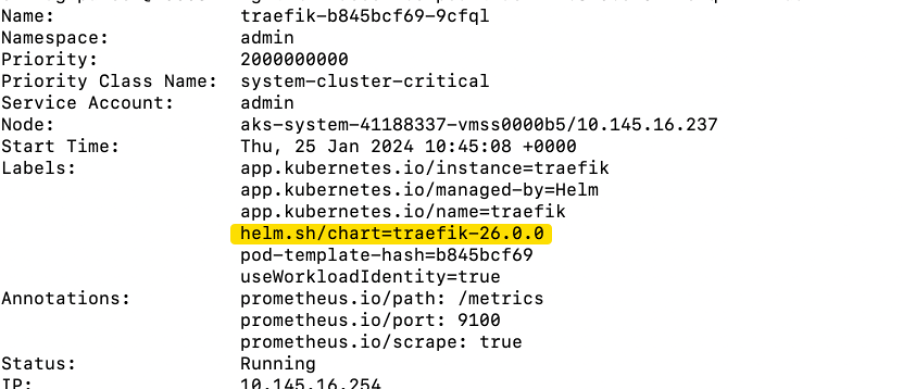 Name: traefik-b845bcf69-9cfql
Namespace: admin
Priority: 2000000000
Priority Class Name: system-cluster-critical
Service Account: admin
Node: aks-system-41188337-vmss0000b5/10.145.16.237
Start Time: Thu, 25 Jan 2024 10:45:08 +0000
Labels: app.kubernetes.io/instance=traefik
app.kubernetes.io/managed-by=Helm
app.kubernetes.io/name=traefik
helm.sh/chart=traefik-26.0.0
pod-template-hash=b845bcf69
useWorkloadIdentity=true
Annotations: prometheus.io/path: /metrics
prometheus.io/port: 9100
prometheus.io/scrape: true
Status: Running
IP: 10.145.16.254